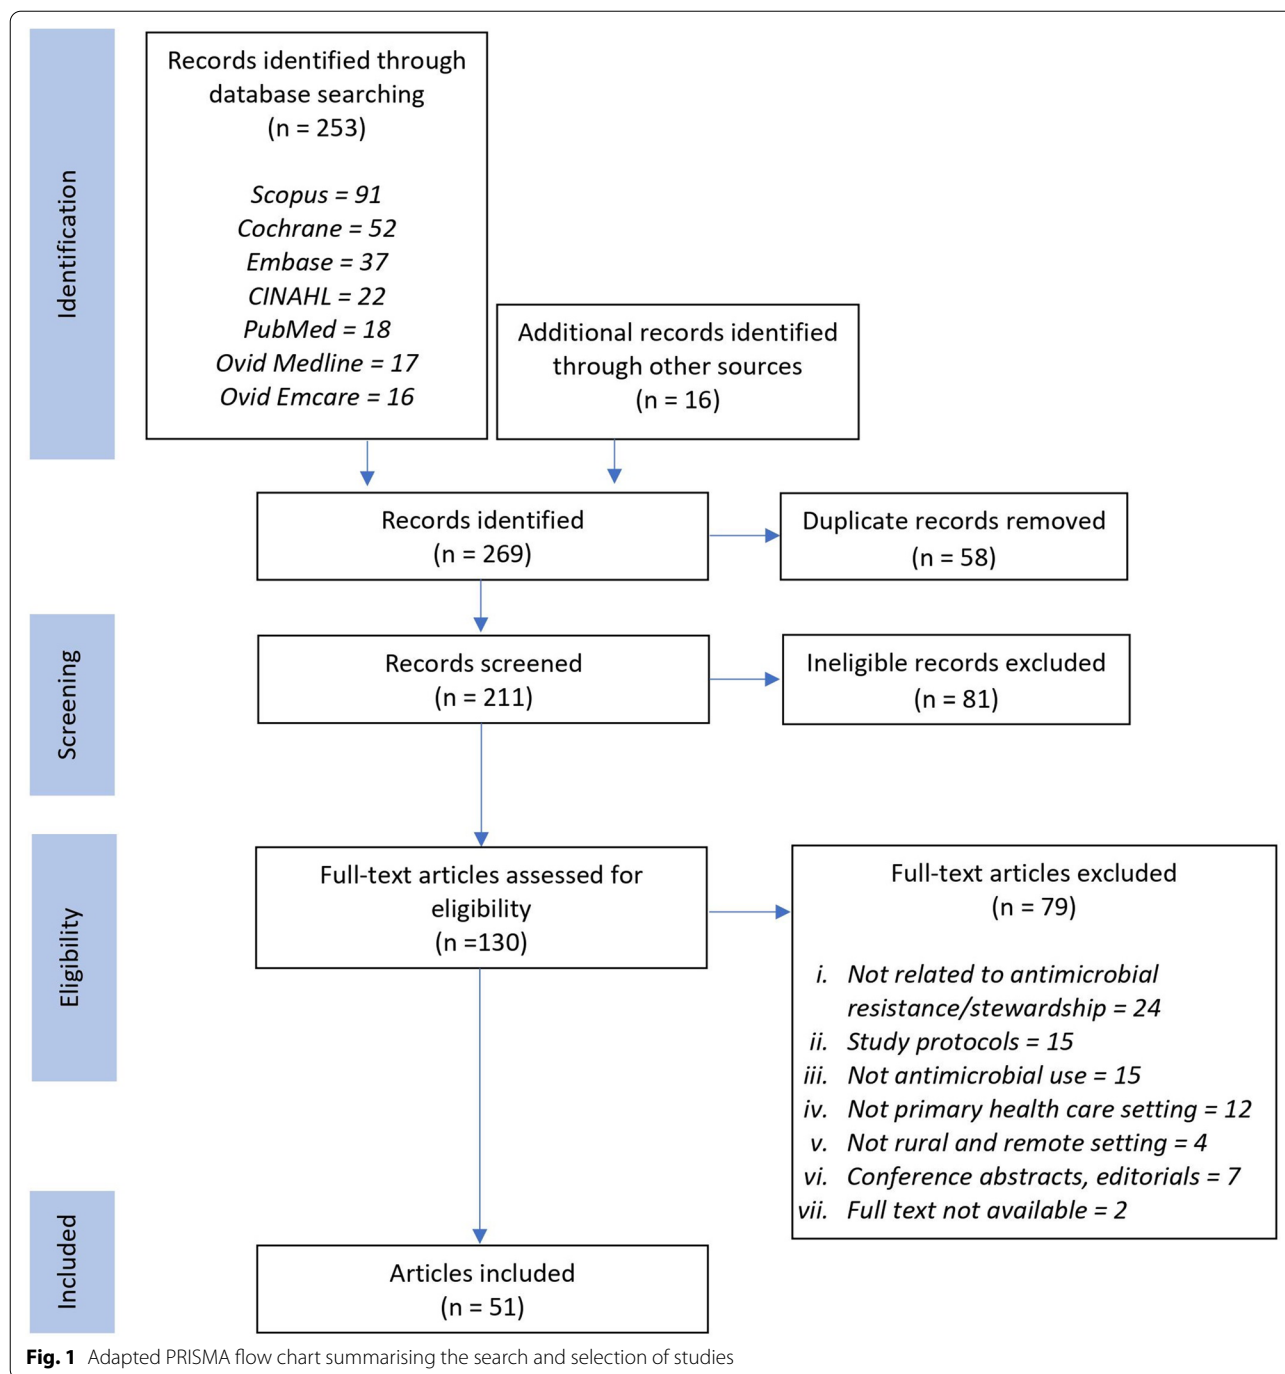 Identification
Records identified through
database searching
(n = 253)
Scopus = 91
Cochrane = 52
Embase = 37
CINAHL = 22
PubMed = 18
Ovid Medline = 17
Ovid Emcare = 16
Additional records identified
through other sources
(n = 16)
Records identified
(n = 269)
Duplicate records removed
(n = 58)
Screening
Records screened
(n = 211)
Ineligible records excluded
(n = 81)
Eligibility
Full-text articles assessed for
eligibility
(n =130)
Full-text articles excluded
(n = 79)
i. Not related to antimicrobial
resistance/stewardship = 24
ii. Study protocols = 15
iii. Not antimicrobial use = 15
iv. Not primary health care setting = 12
v. Not rural and remote setting = 4
vi. Conference abstracts, editorials = 7
vii. Full text not available = 2
Included
Articles included
(n = 51)
Fig. 1 Adapted PRISMA flow chart summarising the search and selection of studies